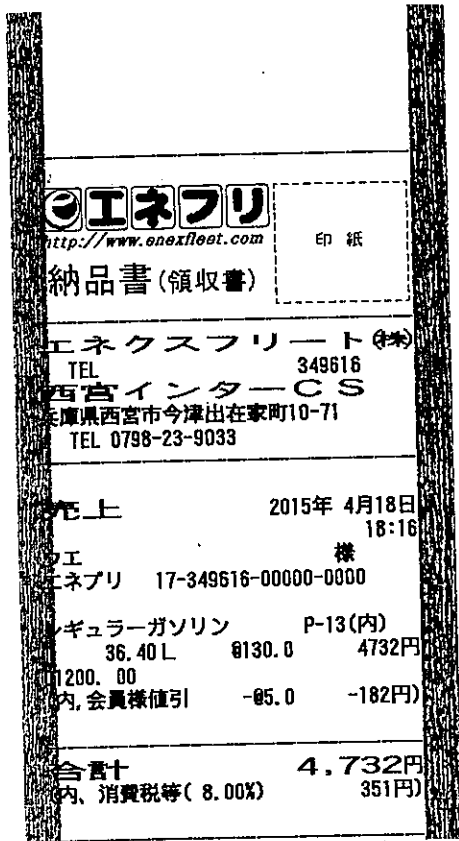 エネフリ
http://www.enexfleet.com
印 紙
納品書(領収書)
エネクスフリート㈱
TEL 349616
西宮インターCS
兵庫県西宮市今津出在家町10-71
TEL 0798-23-9033
売上 2015年 4月18日
18:16
ウエ 様
エネプリ 17-349616-00000-0000
レギュラーガソリン P-13(内)
36.40L @130.0 4732円
1200. 00
(内,会員様値引 -@5.0 -182円)
合計 4,732円
(内、消費税等( 8.00%) 351円)